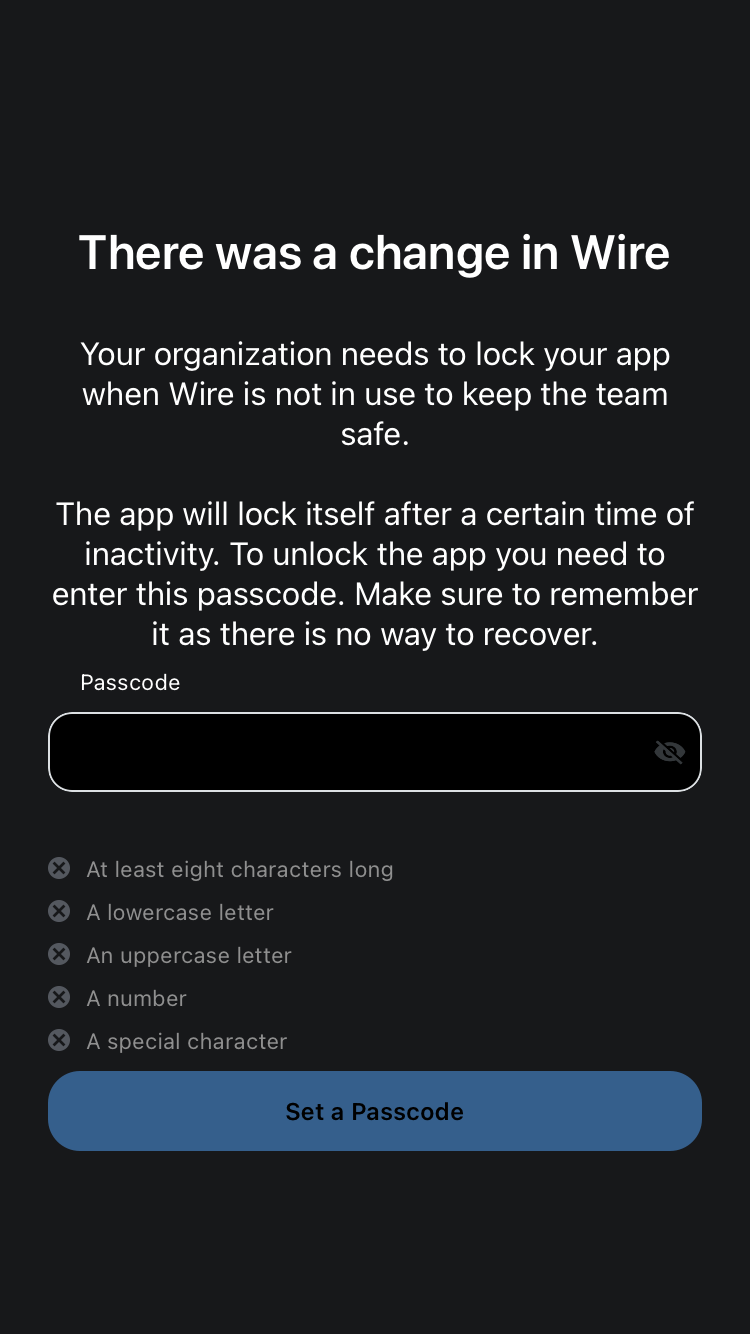 There was a change in Wire
Your organization needs to lock your app
when Wire is not in use to keep the team
safe.
The app will lock itself after a certain time of
inactivity. To unlock the app you need to
enter this passcode. Make sure to remember
it as there is no way to recover.
Passcode
At least eight characters long
A lowercase letter
An uppercase letter
A number
A special character
Set a Passcode